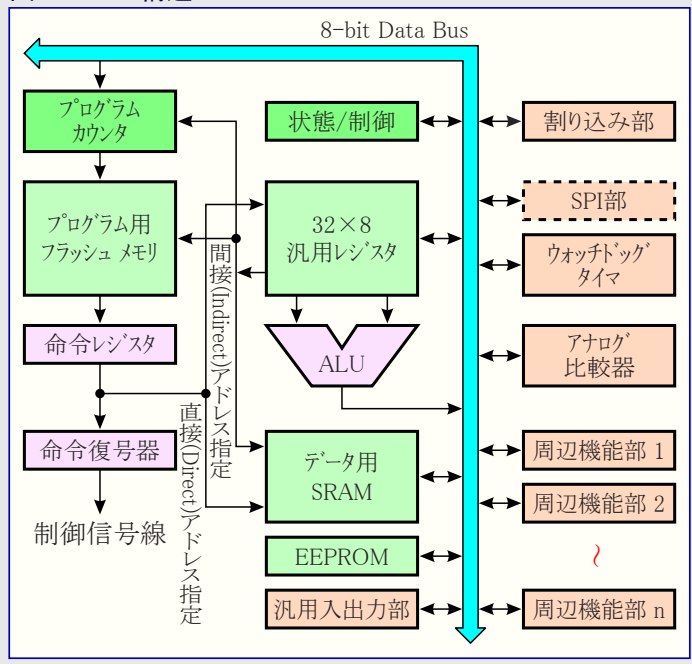 8-bit Data Bus
プログラム
カウンタ
状態/制御
割り込み部
プログラム用
フラッシュ メモリ
32×8
汎用レジスタ
SPI部
ウォッチドッグ
タイマ
間接(Indirect)アドレス指定
命令レジスタ
ALU
アナログ
比較器
直接(Direct)アドレス指定
命令復号器
データ用
SRAM
周辺機能部 1
周辺機能部 2
制御信号線
EEPROM
～
汎用入出力部
周辺機能部 n